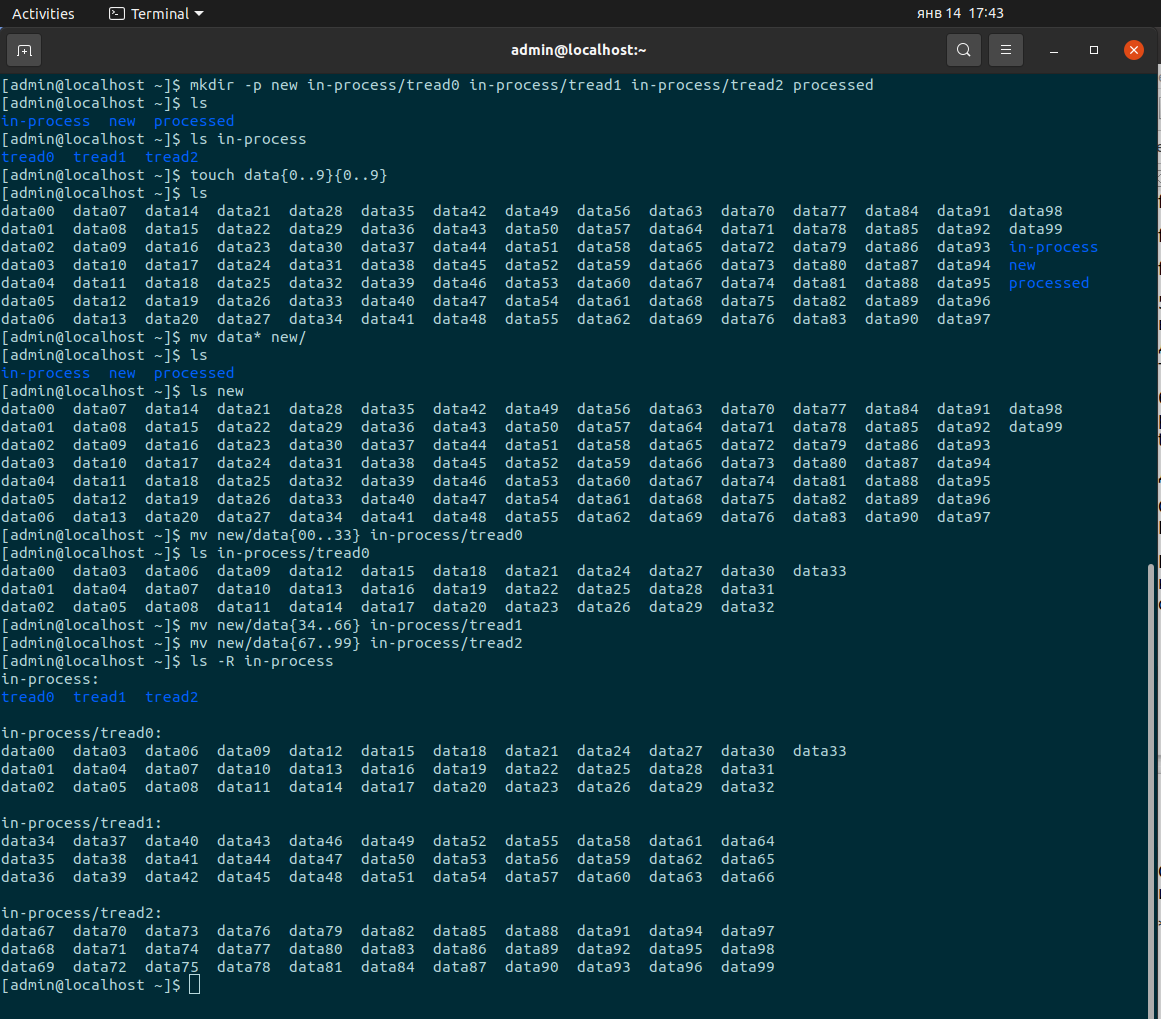 Activities Terminal янв 14 17:43
admin@localhost:~
[admin@localhost ~]$ mkdir -p new in-process/tread0 in-process/tread1 in-process/tread2 processed
[admin@localhost ~]$ ls
in-process new processed
[admin@localhost ~]$ ls in-process
tread0 tread1 tread2
[admin@localhost ~]$ touch data{0..9}{0..9}
[admin@localhost ~]$ ls
data00 data07 data14 data21 data28 data35 data42 data49 data56 data63 data70 data77 data84 data91 data98
data01 data08 data15 data22 data29 data36 data43 data50 data57 data64 data71 data78 data85 data92 data99
data02 data09 data16 data23 data30 data37 data44 data51 data58 data65 data72 data79 data86 data93 in-process
data03 data10 data17 data24 data31 data38 data45 data52 data59 data66 data73 data80 data87 data94 new
data04 data11 data18 data25 data32 data39 data46 data53 data60 data67 data74 data81 data88 data95 processed
data05 data12 data19 data26 data33 data40 data47 data54 data61 data68 data75 data82 data89 data96
data06 data13 data20 data27 data34 data41 data48 data55 data62 data69 data76 data83 data90 data97
[admin@localhost ~]$ mv data* new/
[admin@localhost ~]$ ls
in-process new processed
[admin@localhost ~]$ ls new
data00 data07 data14 data21 data28 data35 data42 data49 data56 data63 data70 data77 data84 data91 data98
data01 data08 data15 data22 data29 data36 data43 data50 data57 data64 data71 data78 data85 data92 data99
data02 data09 data16 data23 data30 data37 data44 data51 data58 data65 data72 data79 data86 data93
data03 data10 data17 data24 data31 data38 data45 data52 data59 data66 data73 data80 data87 data94
data04 data11 data18 data25 data32 data39 data46 data53 data60 data67 data74 data81 data88 data95
data05 data12 data19 data26 data33 data40 data47 data54 data61 data68 data75 data82 data89 data96
data06 data13 data20 data27 data34 data41 data48 data55 data62 data69 data76 data83 data90 data97
[admin@localhost ~]$ mv new/data{00..33} in-process/tread0
[admin@localhost ~]$ ls in-process/tread0
data00 data03 data06 data09 data12 data15 data18 data21 data24 data27 data30 data33
data01 data04 data07 data10 data13 data16 data19 data22 data25 data28 data31
data02 data05 data08 data11 data14 data17 data20 data23 data26 data29 data32
[admin@localhost ~]$ mv new/data{34..66} in-process/tread1
[admin@localhost ~]$ mv new/data{67..99} in-process/tread2
[admin@localhost ~]$ ls -R in-process
in-process:
tread0 tread1 tread2
in-process/tread0:
data00 data03 data06 data09 data12 data15 data18 data21 data24 data27 data30 data33
data01 data04 data07 data10 data13 data16 data19 data22 data25 data28 data31
data02 data05 data08 data11 data14 data17 data20 data23 data26 data29 data32
in-process/tread1:
data34 data37 data40 data43 data46 data49 data52 data55 data58 data61 data64
data35 data38 data41 data44 data47 data50 data53 data56 data59 data62 data65
data36 data39 data42 data45 data48 data51 data54 data57 data60 data63 data66
in-process/tread2:
data67 data70 data73 data76 data79 data82 data85 data88 data91 data94 data97
data68 data71 data74 data77 data80 data83 data86 data89 data92 data95 data98
data69 data72 data75 data78 data81 data84 data87 data90 data93 data96 data99
[admin@localhost ~]$